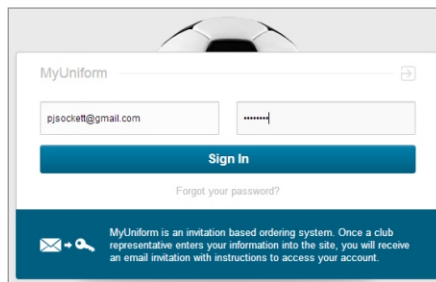 MyUniform
pjsockett@gmail.com ••••••••
Sign In
Forgot your password?
MyUniform is an invitation based ordering system. Once a club
representative enters your information into the site, you will receive
an email invitation with instructions to access your account.